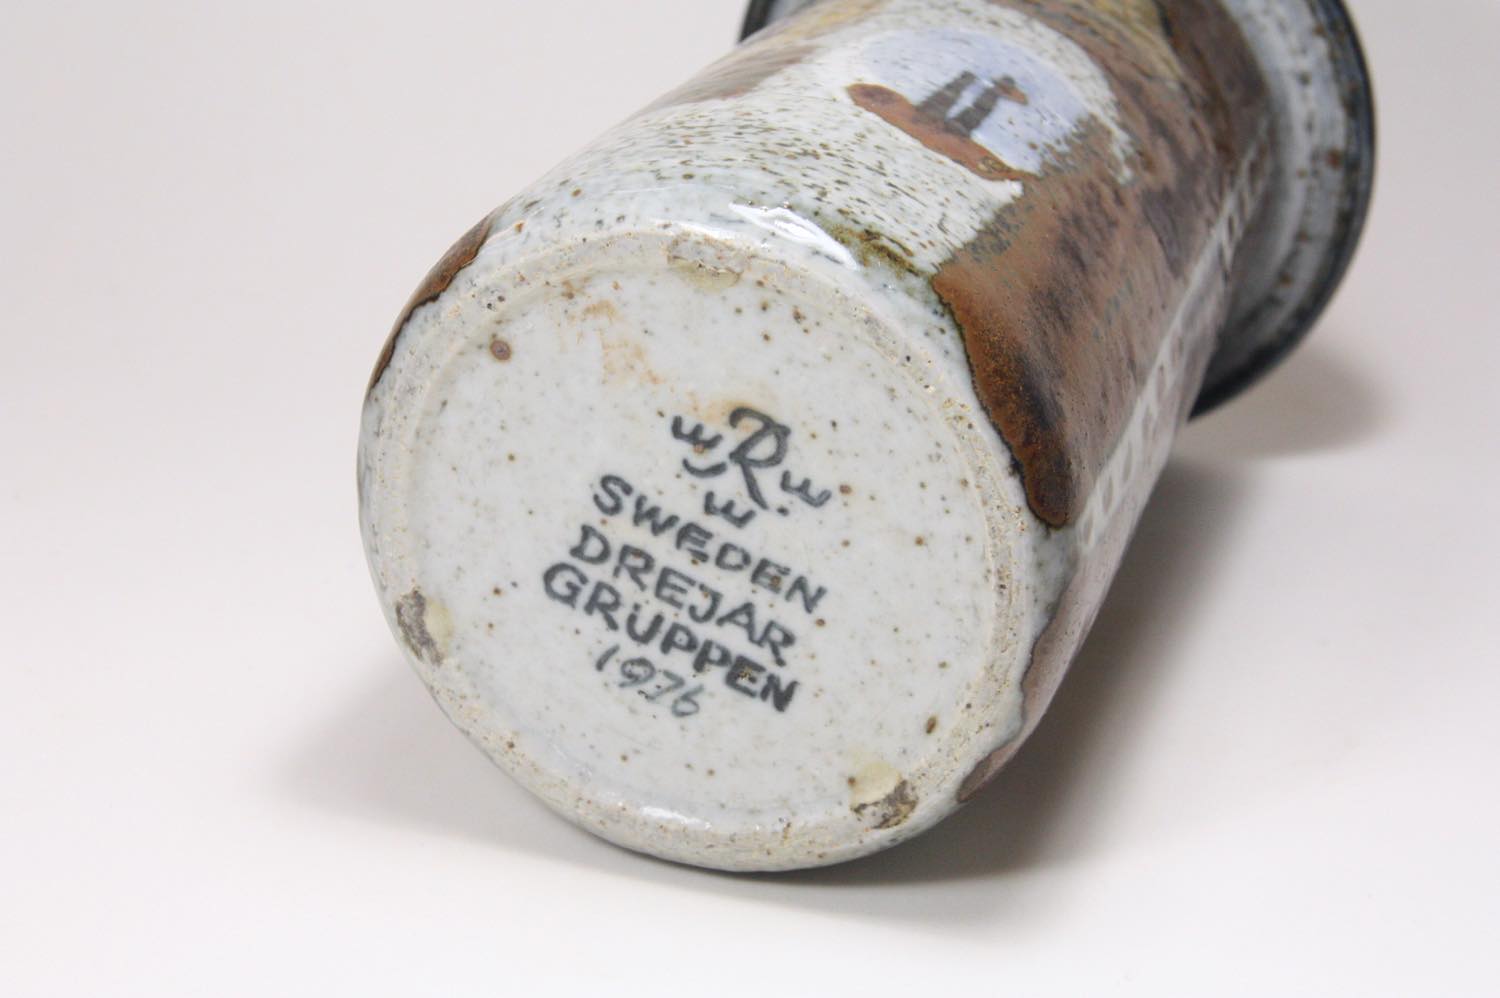 W R W
W
SWEDEN
DREJAR
GRUPPEN
1976